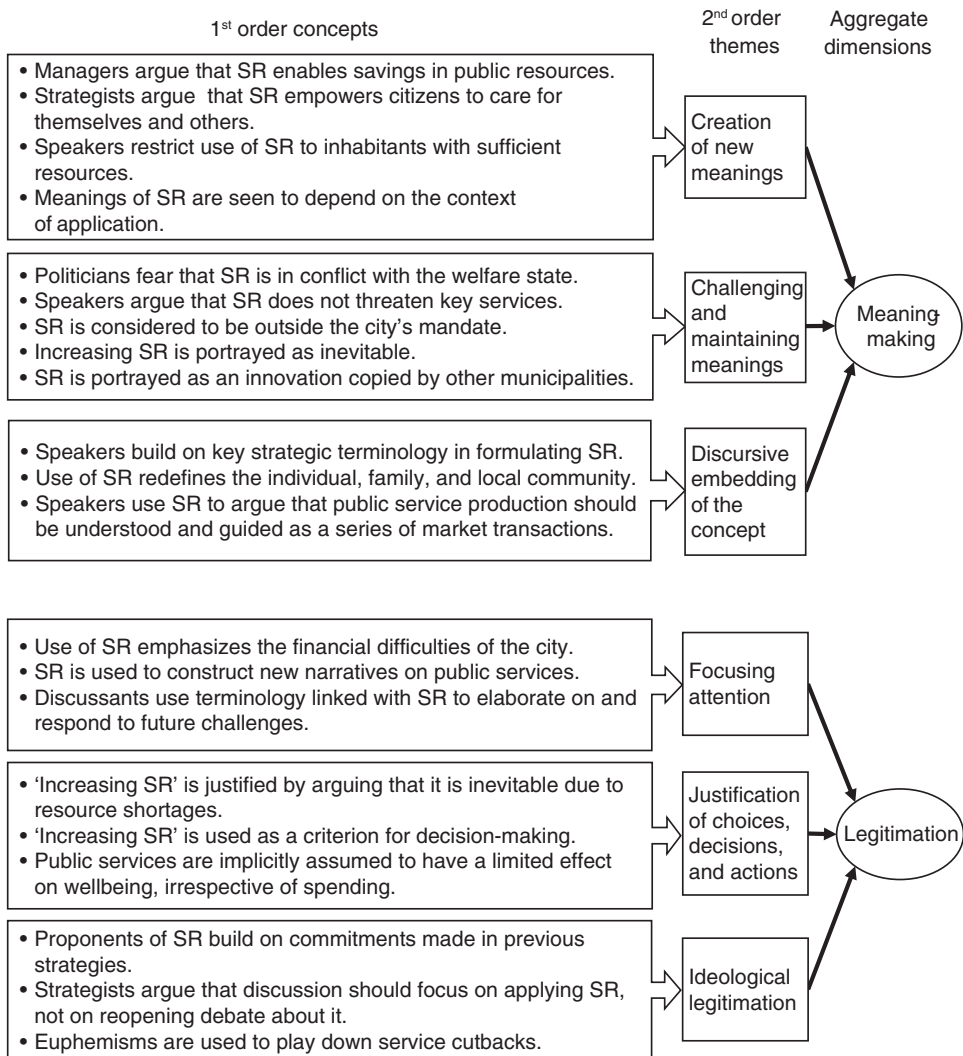 1st order concepts
2nd order
themes
Aggregate
dimensions
• Managers argue that SR enables savings in public resources.
• Strategists argue that SR empowers citizens to care for
themselves and others.
• Speakers restrict use of SR to inhabitants with sufficient
resources.
• Meanings of SR are seen to depend on the context
of application.
Creation
of new
meanings
• Politicians fear that SR is in conflict with the welfare state.
• Speakers argue that SR does not threaten key services.
• SR is considered to be outside the city's mandate.
• Increasing SR is portrayed as inevitable.
• SR is portrayed as an innovation copied by other municipalities.
Challenging
and
maintaining
meanings
Meaning-
making
• Speakers build on key strategic terminology in formulating SR.
• Use of SR redefines the individual, family, and local community.
• Speakers use SR to argue that public service production should
be understood and guided as a series of market transactions.
Discursive
embedding
of the
concept
• Use of SR emphasizes the financial difficulties of the city.
• SR is used to construct new narratives on public services.
• Discussants use terminology linked with SR to elaborate on and
respond to future challenges.
Focusing
attention
• 'Increasing SR' is justified by arguing that it is inevitable due to
resource shortages.
• 'Increasing SR' is used as a criterion for decision-making.
• Public services are implicitly assumed to have a limited effect
on wellbeing, irrespective of spending.
Justification
of choices,
decisions,
and actions
Legitimation
• Proponents of SR build on commitments made in previous
strategies.
• Strategists argue that discussion should focus on applying SR,
not on reopening debate about it.
• Euphemisms are used to play down service cutbacks.
Ideological
legitimation